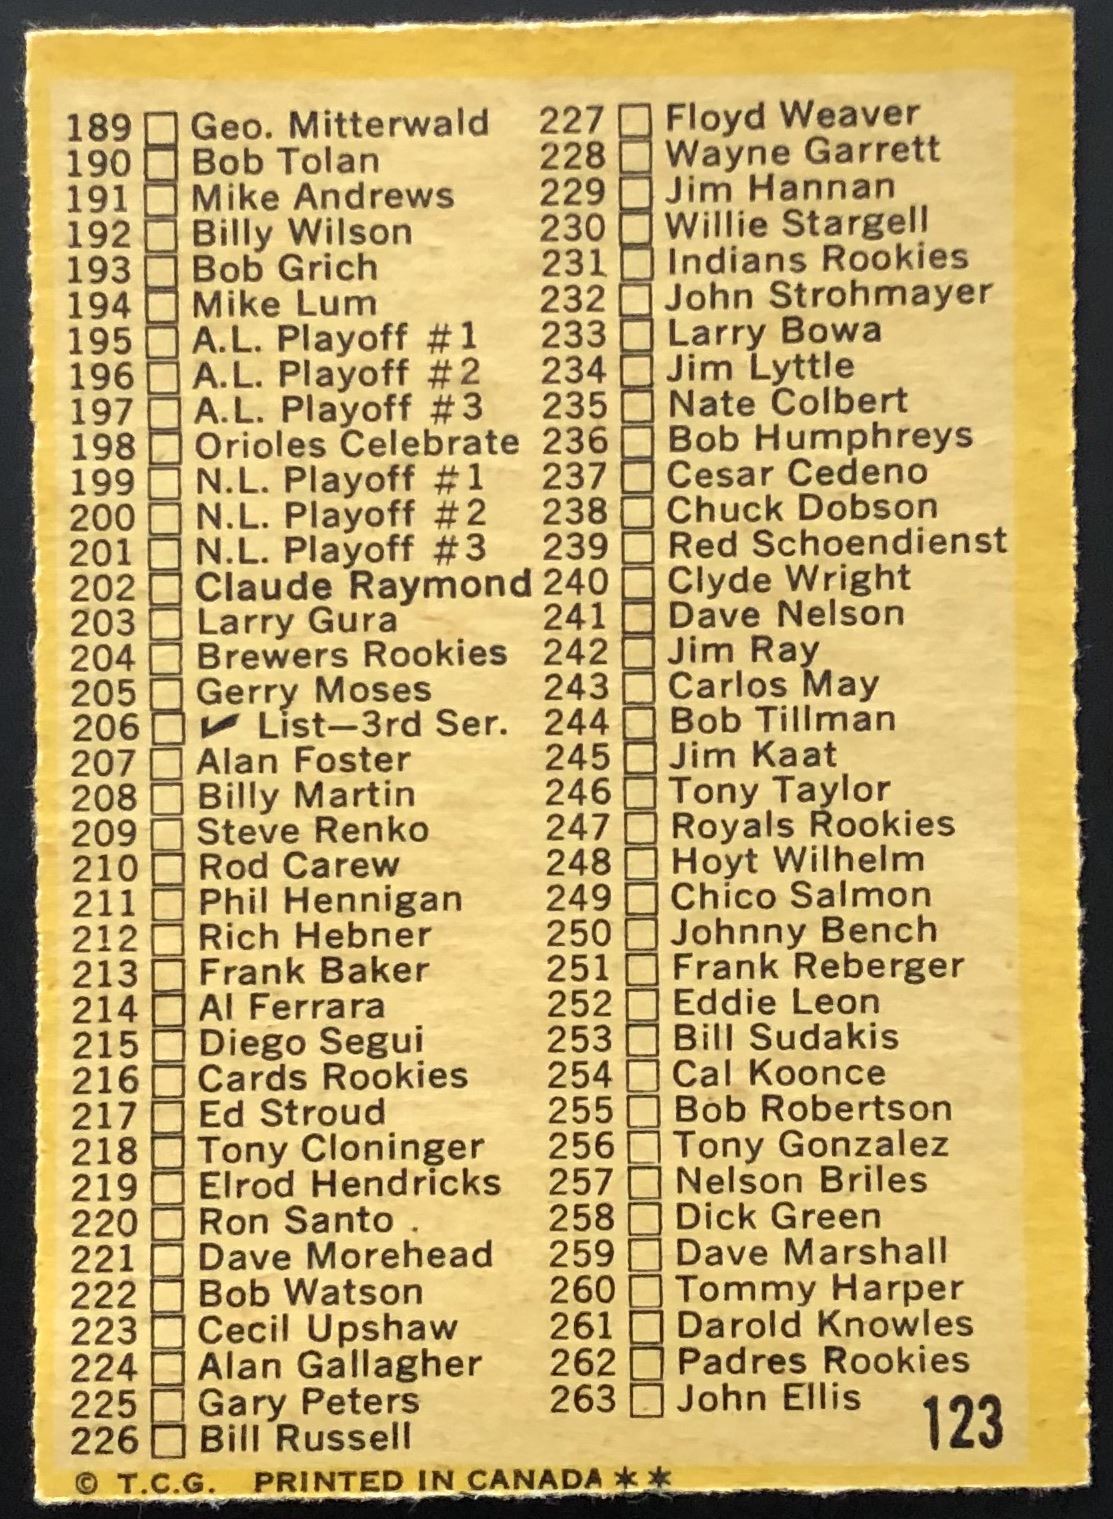 189 Geo. Mitterwald
190 Bob Tolan
191 Mike Andrews
192 Billy Wilson
193 Bob Grich
194 Mike Lum
195 A.L. Playoff #1
196 A.L. Playoff #2
197 A.L. Playoff #3
198 Orioles Celebrate
199 N.L. Playoff #1
200 N.L. Playoff #2
201 N.L. Playoff #3
202 Claude Raymond
203 Larry Gura
204 Brewers Rookies
205 Gerry Moses
206 ✔ List—3rd Ser.
207 Alan Foster
208 Billy Martin
209 Steve Renko
210 Rod Carew
211 Phil Hennigan
212 Rich Hebner
213 Frank Baker
214 Al Ferrara
215 Diego Segui
216 Cards Rookies
217 Ed Stroud
218 Tony Cloninger
219 Elrod Hendricks
220 Ron Santo .
221 Dave Morehead
222 Bob Watson
223 Cecil Upshaw
224 Alan Gallagher
225 Gary Peters
226 Bill Russell
227 Floyd Weaver
228 Wayne Garrett
229 Jim Hannan
230 Willie Stargell
231 Indians Rookies
232 John Strohmayer
233 Larry Bowa
234 Jim Lyttle
235 Nate Colbert
236 Bob Humphreys
237 Cesar Cedeno
238 Chuck Dobson
239 Red Schoendienst
240 Clyde Wright
241 Dave Nelson
242 Jim Ray
243 Carlos May
244 Bob Tillman
245 Jim Kaat
246 Tony Taylor
247 Royals Rookies
248 Hoyt Wilhelm
249 Chico Salmon
250 Johnny Bench
251 Frank Reberger
252 Eddie Leon
253 Bill Sudakis
254 Cal Koonce
255 Bob Robertson
256 Tony Gonzalez
257 Nelson Briles
258 Dick Green
259 Dave Marshall
260 Tommy Harper
261 Darold Knowles
262 Padres Rookies
263 John Ellis
123
© T.C.G. PRINTED IN CANADA ✶✶